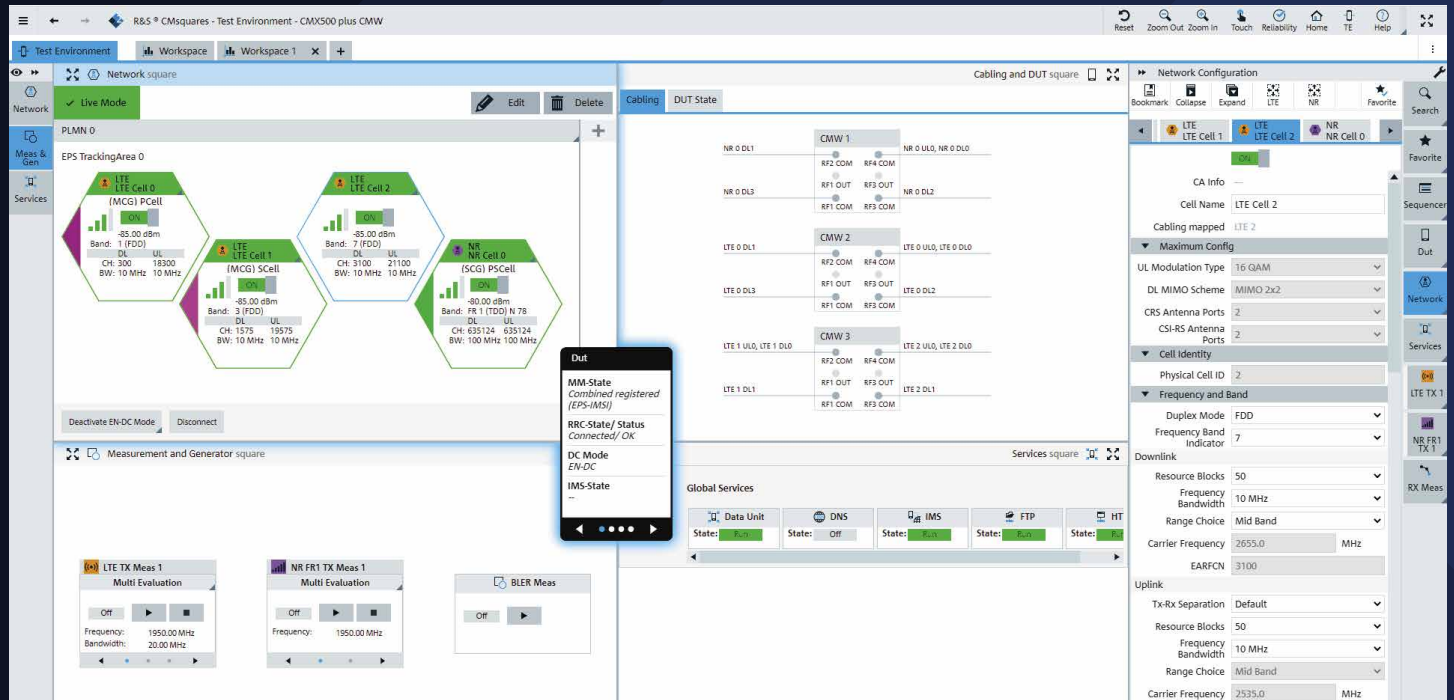 R&S ® CMsquares - Test Environment - CMX500 plus CMW
Reset Zoom Out Zoom In Touch Reliability Home TE Help
Test Environment Workspace Workspace 1 X +
Network
Meas &
Gen
Services
Network square
Live Mode
Edit Delete
PLMN 0
EPS TrackingArea 0
LTE
LTE Cell 0
(MCG) PCell
ON
-85.00 dBm
Band: 1 (FDD)
DL UL
CH: 300 18300
BW: 10 MHz 10 MHz
LTE
LTE Cell 1
(MCG) SCell
ON
-85.00 dBm
Band: 3 (FDD)
DL UL
CH: 1575 19575
BW: 10 MHz 10 MHz
LTE
LTE Cell 2
ON
-85.00 dBm
Band: 7 (FDD)
DL UL
CH: 3100 21100
BW: 10 MHz 10 MHz
NR
NR Cell 0
(SCG) PSCell
ON
-80.00 dBm
Band: FR 1 (TDD) N 78
DL UL
CH: 635124 635124
BW: 100 MHz 100 MHz
Deactivate EN-DC Mode Disconnect
Dut
MM-State
Combined registered
(EPS-IMSI)
RRC-State/ Status
Connected/ OK
DC Mode
EN-DC
IMS-State
--
Cabling and DUT square
Cabling DUT State
CMW 1
NR 0 DL1 NR 0 UL0, NR 0 DL0
RF2 COM RF4 COM
RF1 OUT RF3 OUT
NR 0 DL3 NR 0 DL2
RF1 COM RF3 COM
CMW 2
LTE 0 DL1 LTE 0 UL0, LTE 0 DL0
RF2 COM RF4 COM
RF1 OUT RF3 OUT
LTE 0 DL3 LTE 0 DL2
RF1 COM RF3 COM
CMW 3
LTE 1 UL0, LTE 1 DL0 LTE 2 UL0, LTE 2 DL0
RF2 COM RF4 COM
RF1 OUT RF3 OUT
LTE 1 DL1 LTE 2 DL1
RF1 COM RF3 COM
Measurement and Generator square
LTE TX Meas 1
Multi Evaluation
Off
Frequency: 1950.00 MHz
Bandwidth: 20.00 MHz
NR FR1 TX Meas 1
Multi Evaluation
Off
Frequency: 1950.00 MHz
BLER Meas
Off
Services square
Global Services
Data Unit DNS IMS FTP HT
State: Run State: Off State: Run State: Run State:
Network Configuration
Bookmark Collapse Expand LTE NR Favorite
LTE
LTE Cell 1
LTE
LTE Cell 2
NR
NR Cell 0
ON
CA Info —
Cell Name LTE Cell 2
Cabling mapped LTE 2
Maximum Config
UL Modulation Type 16 QAM
DL MIMO Scheme MIMO 2x2
CRS Antenna Ports 2
CSI-RS Antenna
Ports 2
Cell Identity
Physical Cell ID 2
Frequency and Band
Duplex Mode FDD
Frequency Band
Indicator 7
Downlink
Resource Blocks 50
Frequency
Bandwidth 10 MHz
Range Choice Mid Band
Carrier Frequency 2655.0 MHz
EARFCN 3100
Uplink
Tx-Rx Separation Default
Resource Blocks 50
Frequency
Bandwidth 10 MHz
Range Choice Mid Band
Carrier Frequency 2535.0 MHz
Search
Favorite
Sequencer
Dut
Network
Services
LTE TX 1
NR FR1
TX 1
RX Meas